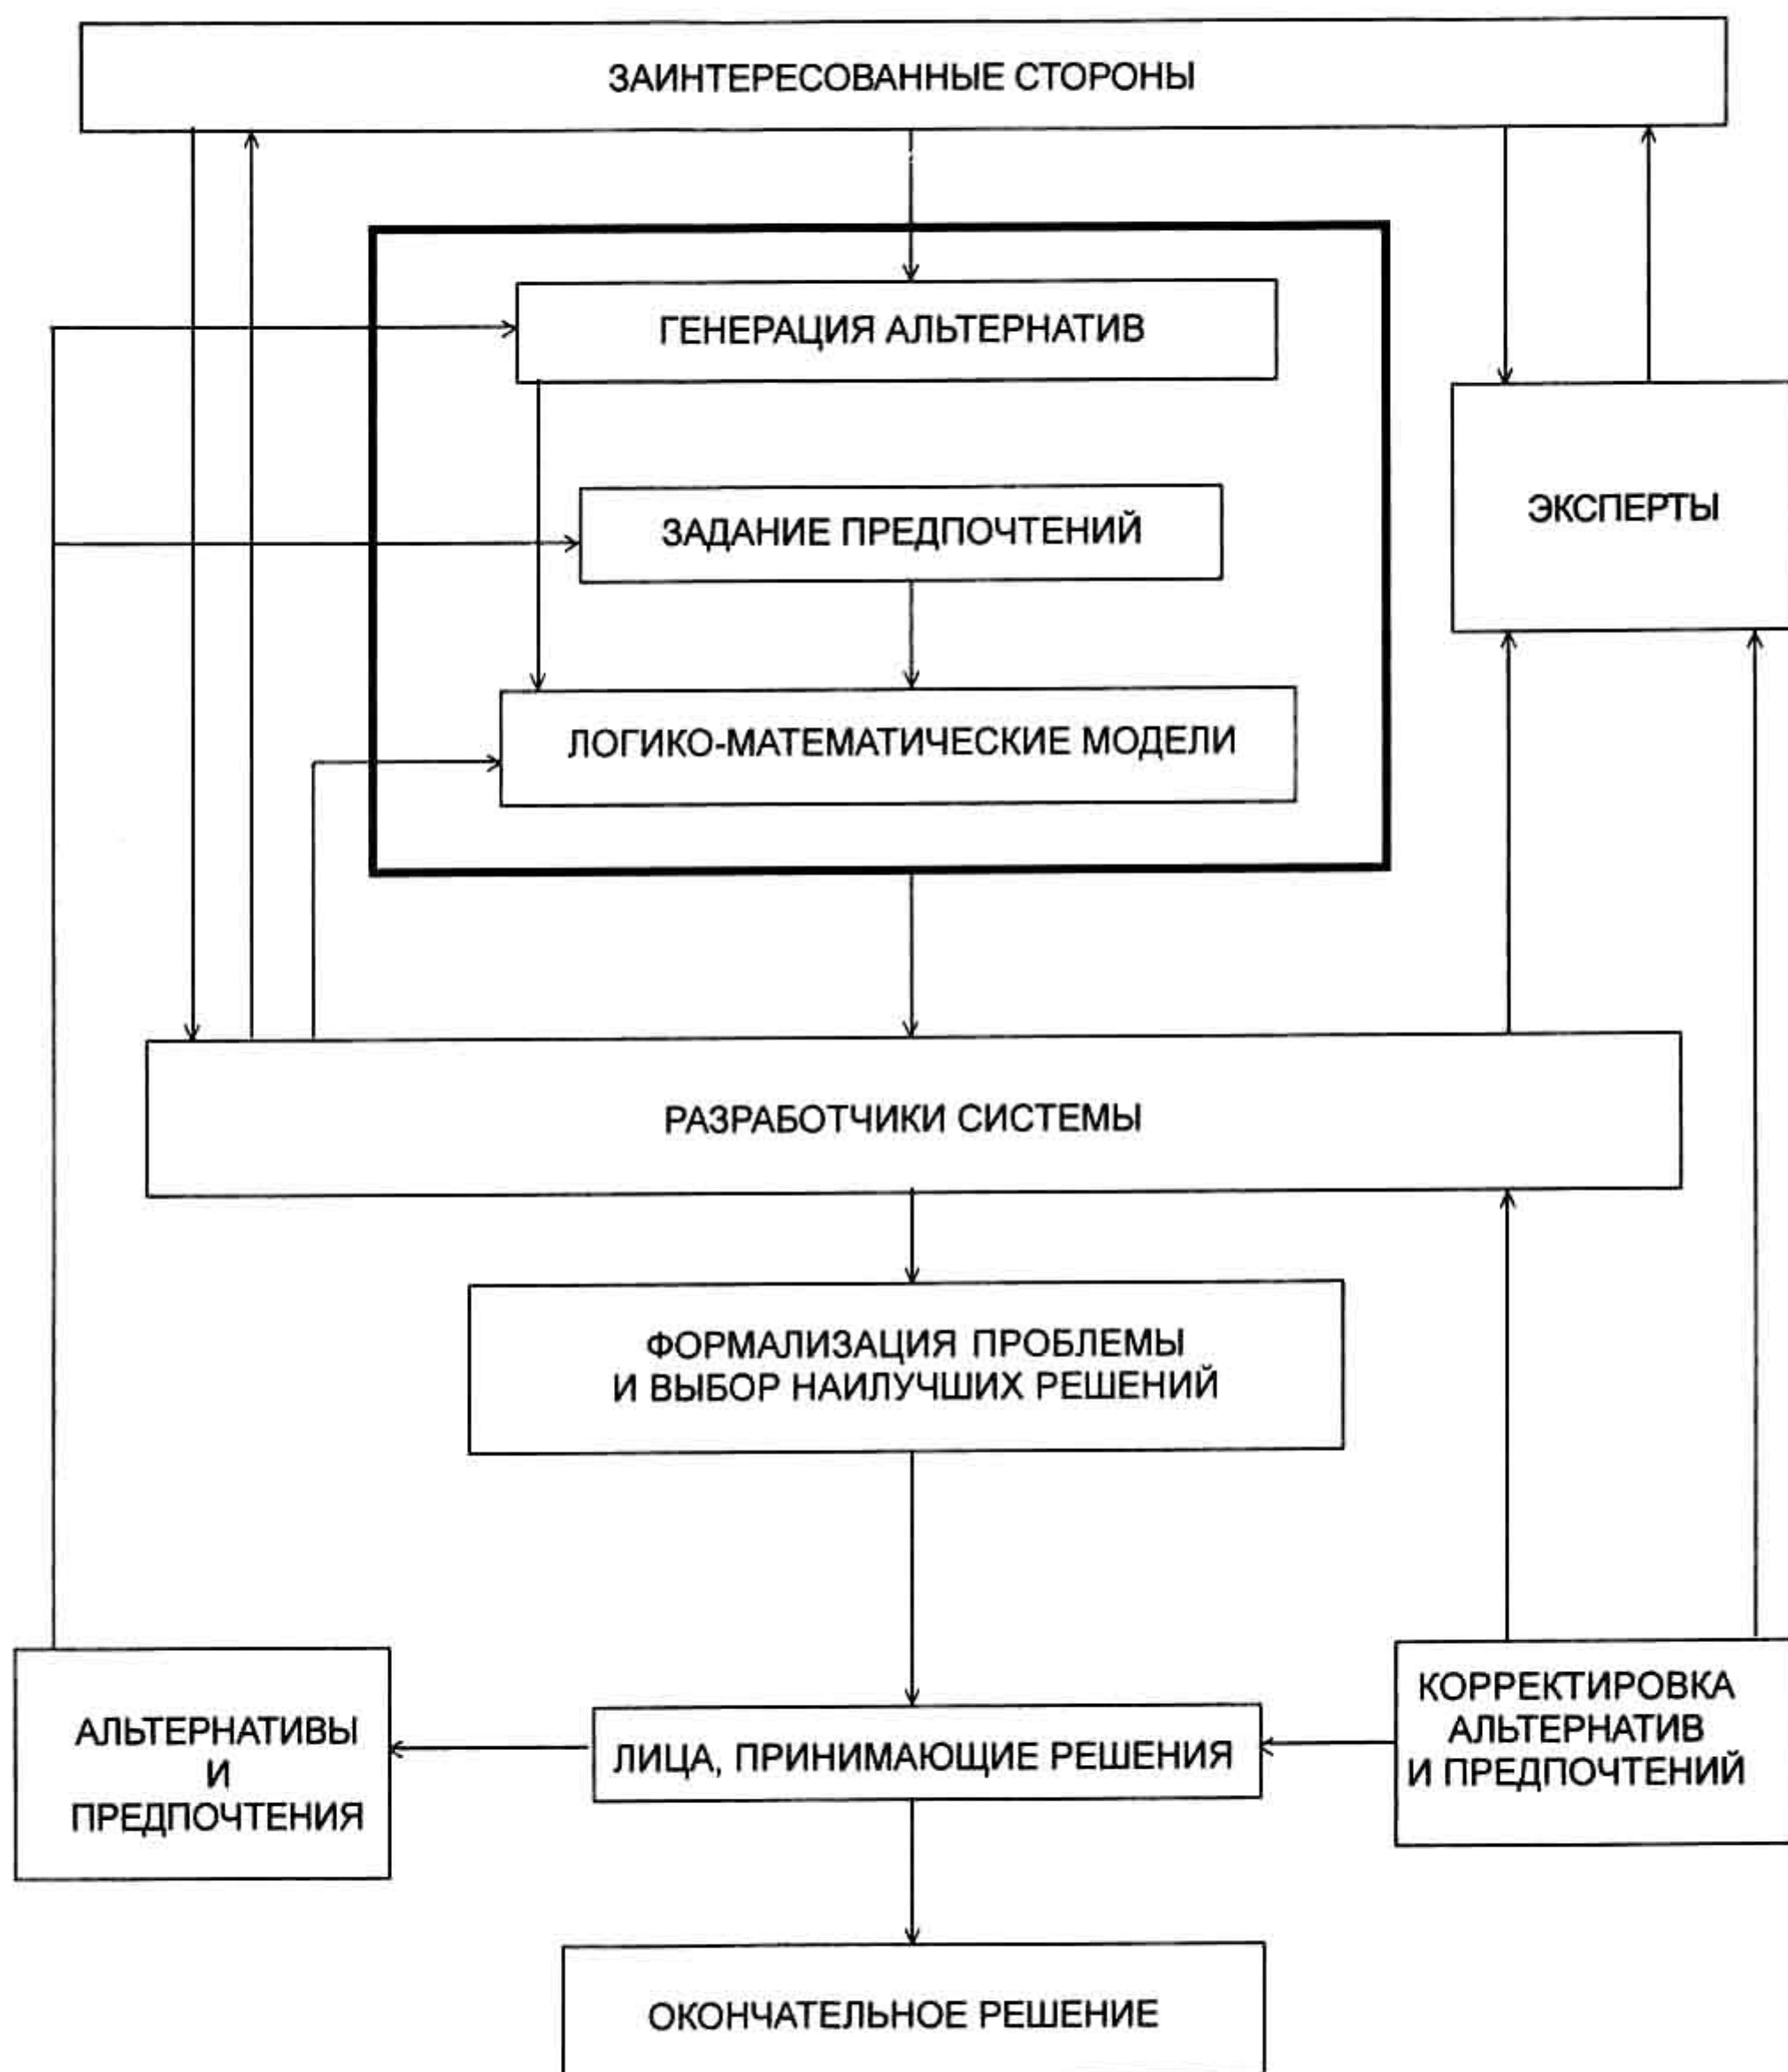 ЗАИНТЕРЕСОВАННЫЕ СТОРОНЫ
ГЕНЕРАЦИЯ АЛЬТЕРНАТИВ
ЗАДАНИЕ ПРЕДПОЧТЕНИЙ
ЭКСПЕРТЫ
ЛОГИКО-МАТЕМАТИЧЕСКИЕ МОДЕЛИ
РАЗРАБОТЧИКИ СИСТЕМЫ
ФОРМАЛИЗАЦИЯ ПРОБЛЕМЫ
И ВЫБОР НАИЛУЧШИХ РЕШЕНИЙ
АЛЬТЕРНАТИВЫ
И
ПРЕДПОЧТЕНИЯ
ЛИЦА, ПРИНИМАЮЩИЕ РЕШЕНИЯ
КОРРЕКТИРОВКА
АЛЬТЕРНАТИВ
И ПРЕДПОЧТЕНИЙ
ОКОНЧАТЕЛЬНОЕ РЕШЕНИЕ